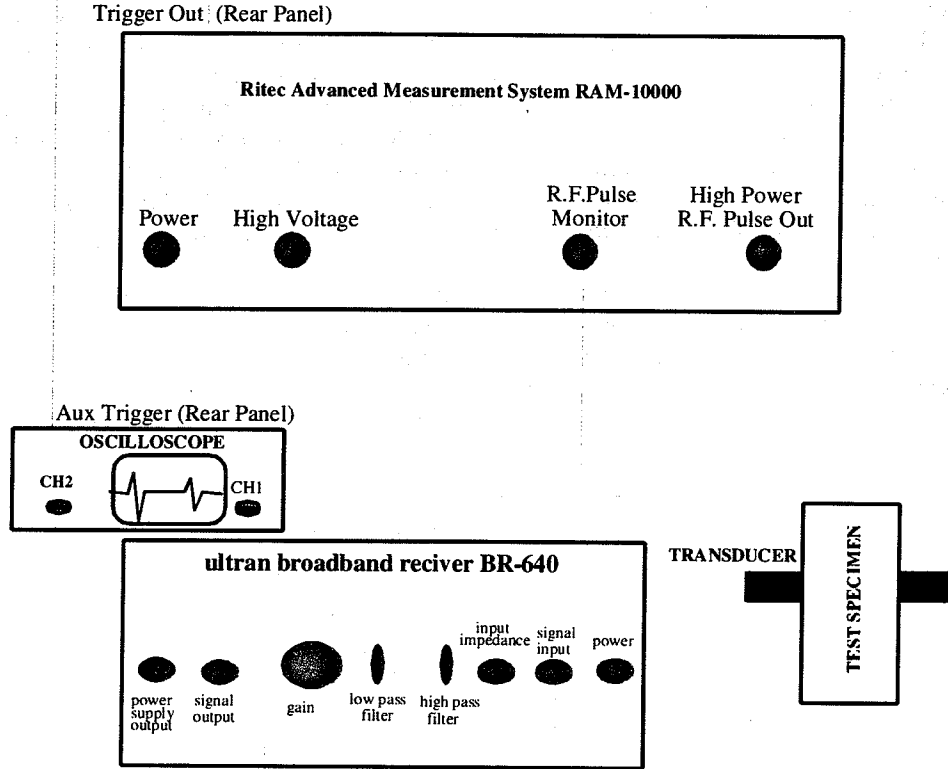 Trigger Out (Rear Panel)
Ritec Advanced Measurement System RAM-10000
Power
High Voltage
R.F.Pulse
Monitor
High Power
R.F. Pulse Out
Aux Trigger (Rear Panel)
OSCILLOSCOPE
CH2
CH1
ultran broadband reciver BR-640
power
supply
output
signal
output
gain
low pass
filter
high pass
filter
input
impedance
signal
input
power
TRANSDUCER
TEST SPECIMEN